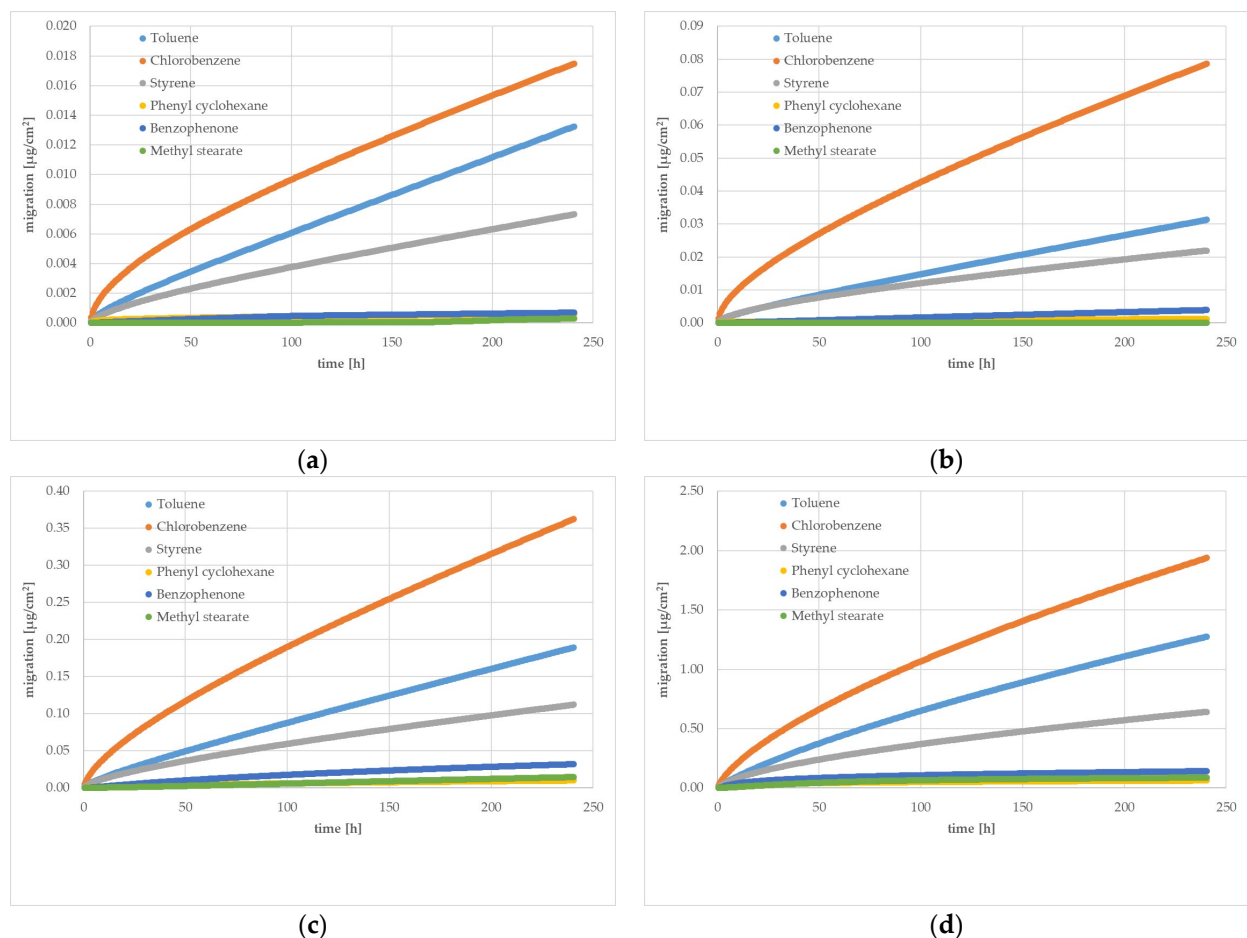 0.020
0.018
0.016
0.014
0.012
0.010
0.008
0.006
0.004
0.002
0.000
migration [µg/cm²]
Toluene
Chlorobenzene
Styrene
Phenyl cyclohexane
Benzophenone
Methyl stearate
0 50 100 150 200 250
time [h]
(a)
0.09
0.08
0.07
0.06
0.05
0.04
0.03
0.02
0.01
0.00
migration [µg/cm²]
Toluene
Chlorobenzene
Styrene
Phenyl cyclohexane
Benzophenone
Methyl stearate
0 50 100 150 200 250
time [h]
(b)
0.40
0.35
0.30
0.25
0.20
0.15
0.10
0.05
0.00
migration [µg/cm²]
Toluene
Chlorobenzene
Styrene
Phenyl cyclohexane
Benzophenone
Methyl stearate
0 50 100 150 200 250
time [h]
(c)
2.50
2.00
1.50
1.00
0.50
0.00
migration [µg/cm²]
Toluene
Chlorobenzene
Styrene
Phenyl cyclohexane
Benzophenone
Methyl stearate
0 50 100 150 200 250
time [h]
(d)